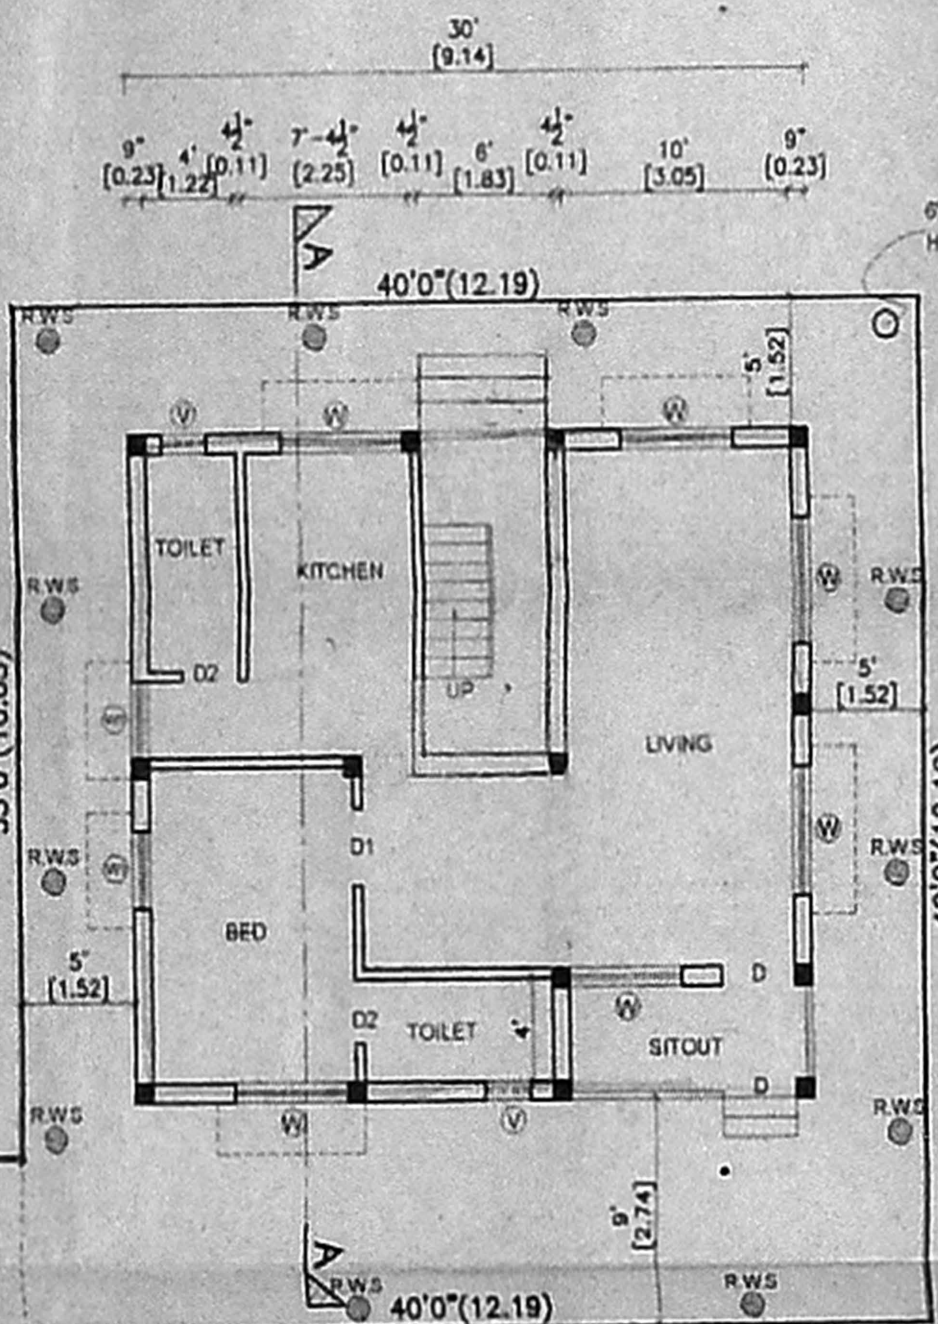 30'
[9.14]
9" 4' 4½" 7'-4½" 4½" 6' 4½" 10' 9"
[0.23] [1.22] [0.11] [2.25] [0.11] [1.83] [0.11] [3.05] [0.23]
A
40'0"(12.19)
R.W.S R.W.S R.W.S
5'
[1.52]
V W W
TOILET
KITCHEN
W R.W.S
R.W.S
D2
UP
5'
[1.52]
LIVING
W
R.W.S
D1
R.W.S
BED
5'
[1.52]
D
W
D2
TOILET
4'
SITOUT
D
R.W.S
W
V
R.W.S
9'
[2.74]
A
R.W.S
R.W.S
40'0"(12.19)